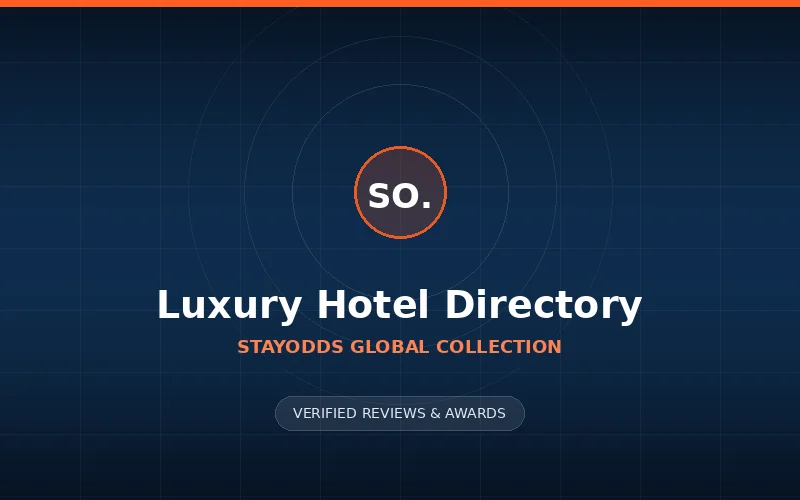 SO.
Luxury Hotel Directory
STAYODDS GLOBAL COLLECTION
VERIFIED REVIEWS & AWARDS